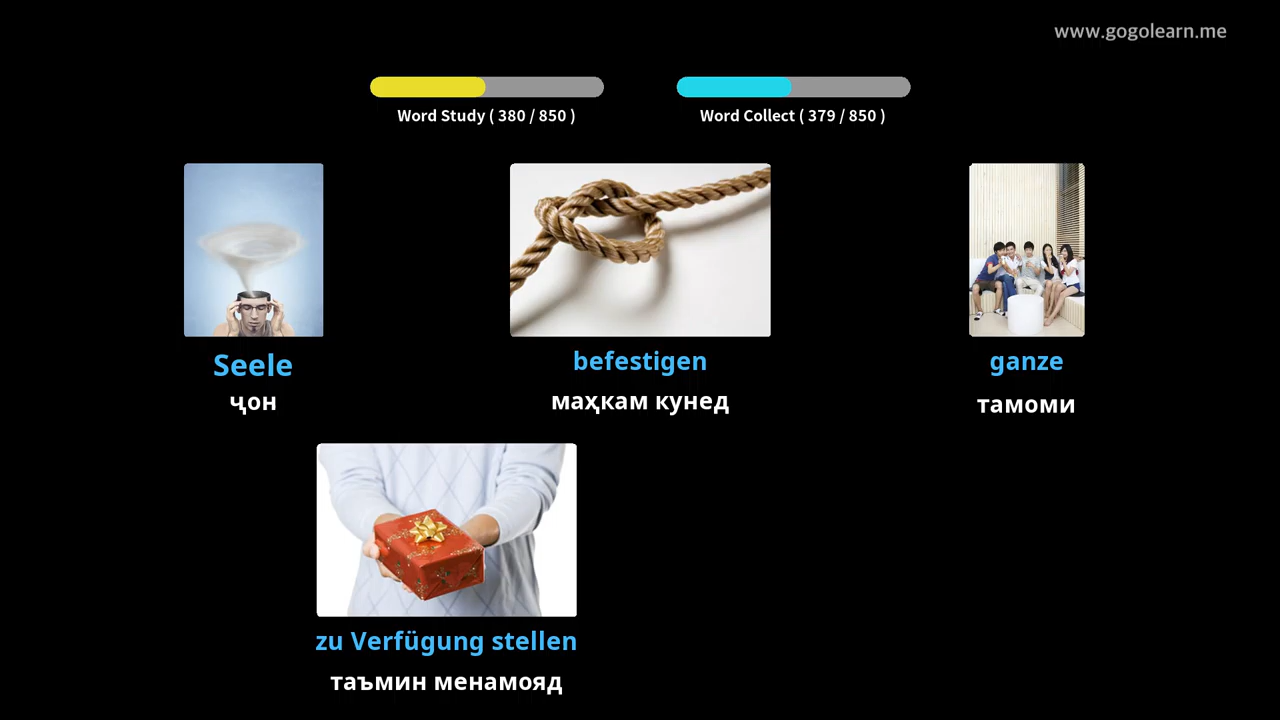 www.gogolearn.me
Word Study ( 380 / 850 )
Word Collect ( 379 / 850 )
Seele
ҷон
befestigen
маҳкам кунед
ganze
тамоми
zu Verfügung stellen
таъмин менамояд